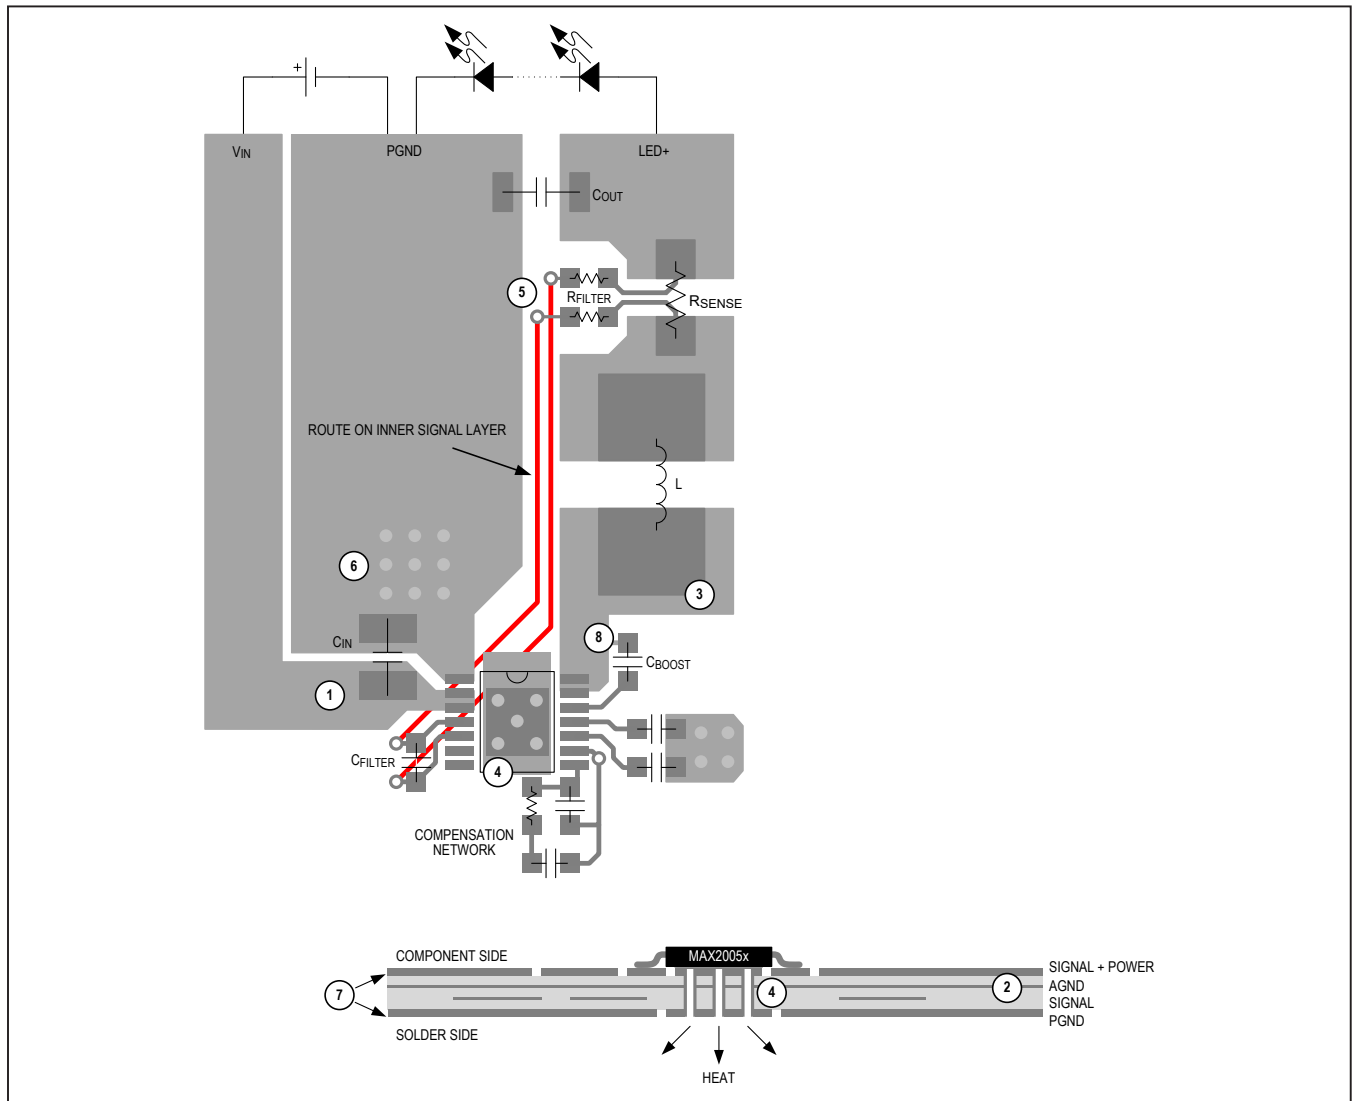 +
VIN
PGND
LED+
COUT
5
RFILTER
RSENSE
ROUTE ON INNER SIGNAL LAYER
L
6
3
CIN
8
CBOOST
1
CFILTER
4
COMPENSATION
NETWORK
COMPONENT SIDE
MAX2005x
SIGNAL + POWER
7
4
2
AGND
SIGNAL
PGND
SOLDER SIDE
HEAT